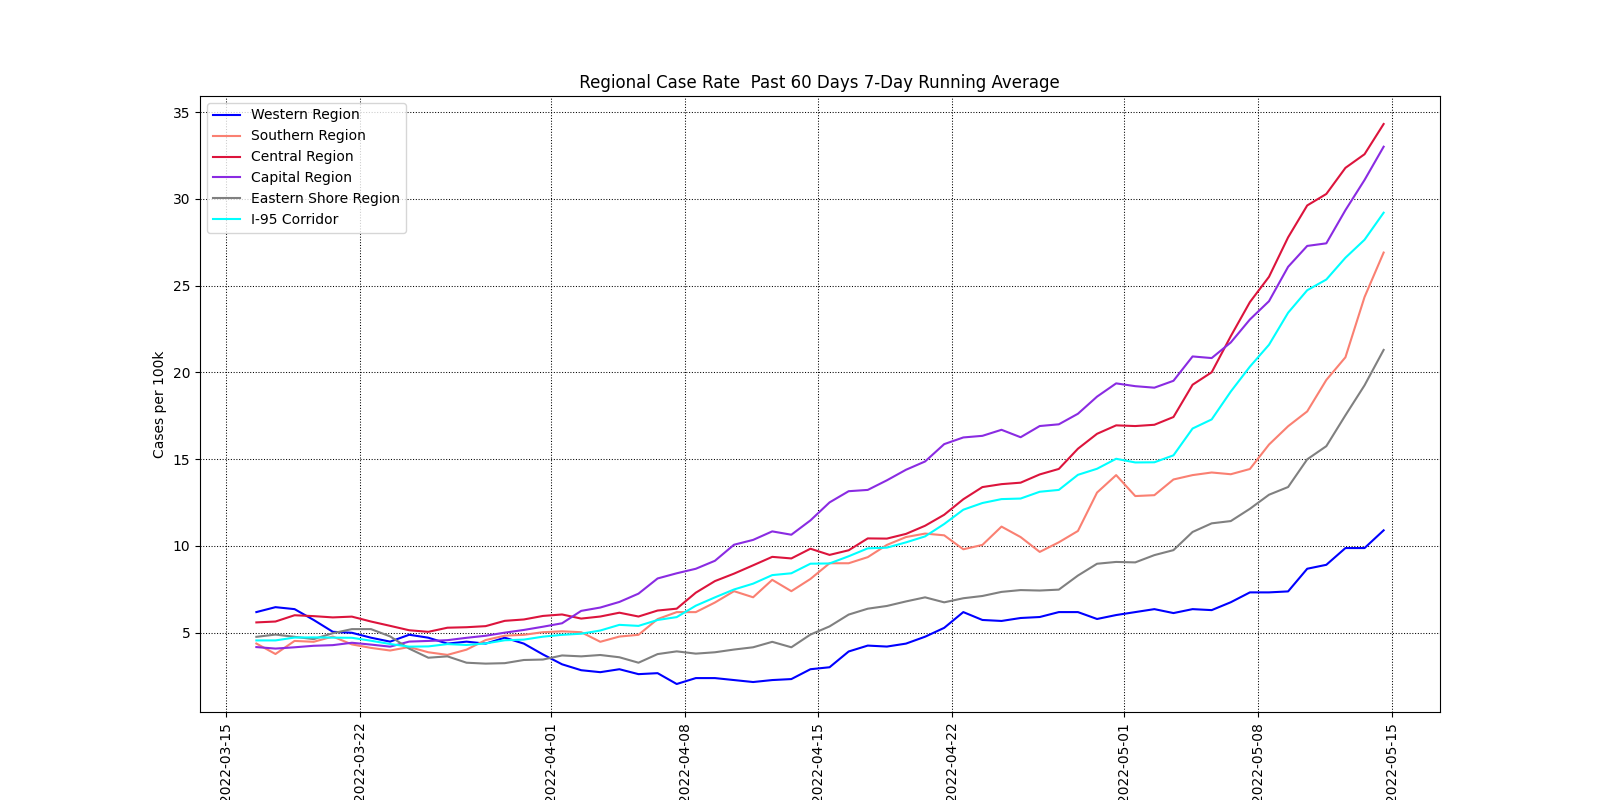 Regional Case Rate  Past 60 Days 7-Day Running Average
Western Region
Southern Region
Central Region
Capital Region
Eastern Shore Region
I-95 Corridor
Cases per 100k
35
30
25
20
15
10
5
2022-03-15
2022-03-22
2022-04-01
2022-04-08
2022-04-15
2022-04-22
2022-05-01
2022-05-08
2022-05-15